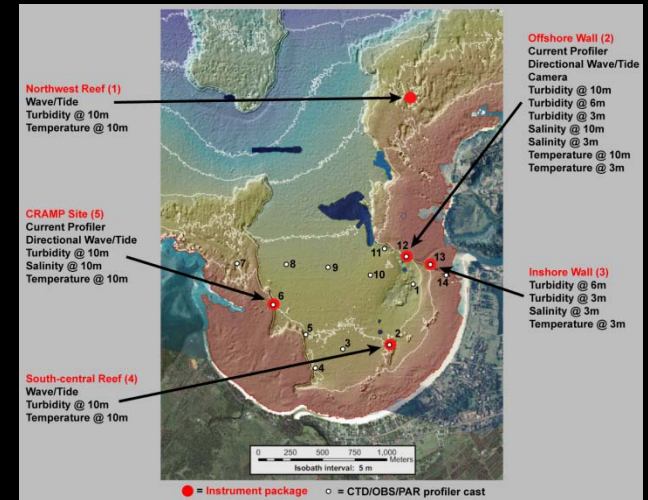 Northwest Reef (1)
Wave/Tide
Turbidity @ 10m
Temperature @ 10m
CRAMP Site (5)
Current Profiler
Directional Wave/Tide
Turbidity @ 10m
Salinity @ 10m
Temperature @ 10m
South-central Reef (4)
Wave/Tide
Turbidity @ 10m
Temperature @ 10m
Offshore Wall (2)
Current Profiler
Directional Wave/Tide
Camera
Turbidity @ 10m
Turbidity @ 6m
Turbidity @ 3m
Salinity @ 10m
Salinity @ 3m
Temperature @ 10m
Temperature @ 3m
Inshore Wall (3)
Turbidity @ 6m
Turbidity @ 3m
Salinity @ 3m
Temperature @ 3m
12
11
13
7
8
9
10
14
1
6
5
2
3
4
0 250 500 1,000 1,500 2,000
Meters
Isobath interval: 5 m
= Instrument package
= CTD/OBS/PAR profiler cast